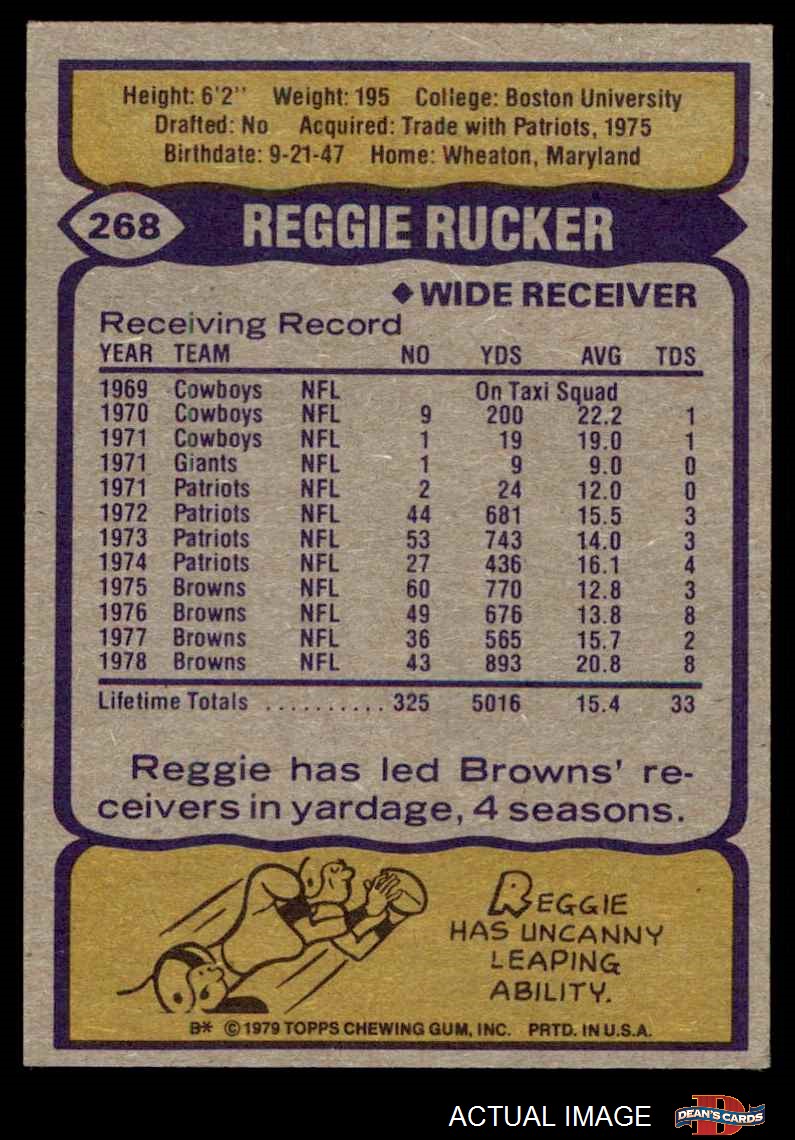 Height: 6'2'' Weight: 195 College: Boston University
Drafted: No Acquired: Trade with Patriots, 1975
Birthdate: 9-21-47 Home: Wheaton, Maryland
268 REGGIE RUCKER
◆ WIDE RECEIVER
Receiving Record
YEAR TEAM NO YDS AVG TDS
1969 Cowboys NFL On Taxi Squad
1970 Cowboys NFL 9 200 22.2 1
1971 Cowboys NFL 1 19 19.0 1
1971 Giants NFL 1 9 9.0 0
1971 Patriots NFL 2 24 12.0 0
1972 Patriots NFL 44 681 15.5 3
1973 Patriots NFL 53 743 14.0 3
1974 Patriots NFL 27 436 16.1 4
1975 Browns NFL 60 770 12.8 3
1976 Browns NFL 49 676 13.8 8
1977 Browns NFL 36 565 15.7 2
1978 Browns NFL 43 893 20.8 8
Lifetime Totals .......... 325 5016 15.4 33
Reggie has led Browns' re-
ceivers in yardage, 4 seasons.
REGGIE
HAS UNCANNY
LEAPING
ABILITY.
B* © 1979 TOPPS CHEWING GUM, INC. PRTD. IN U.S.A.
ACTUAL IMAGE
D
DEAN'S CARDS